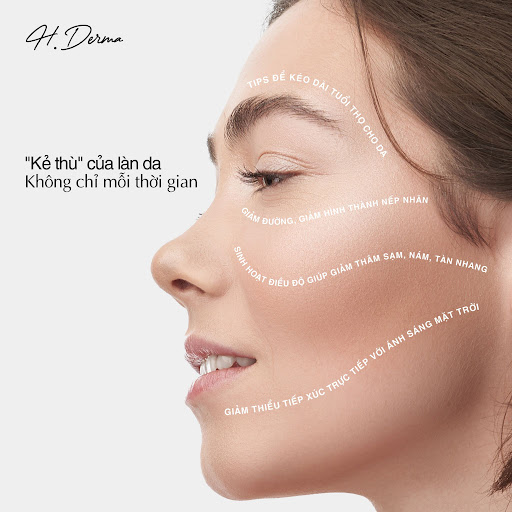 H. Derma
"Kẻ thù" của làn da
Không chỉ mỗi thời gian
TIPS ĐỂ KÉO DÀI TUỔI THỌ CHO DA
GIẢM ĐƯỜNG, GIẢM HÌNH THÀNH NẾP NHĂN
SINH HOẠT ĐIỀU ĐỘ GIÚP GIẢM THÂM SẠM, NÁM, TÀN NHANG
GIẢM THIỂU TIẾP XÚC TRỰC TIẾP VỚI ÁNH SÁNG MẶT TRỜI